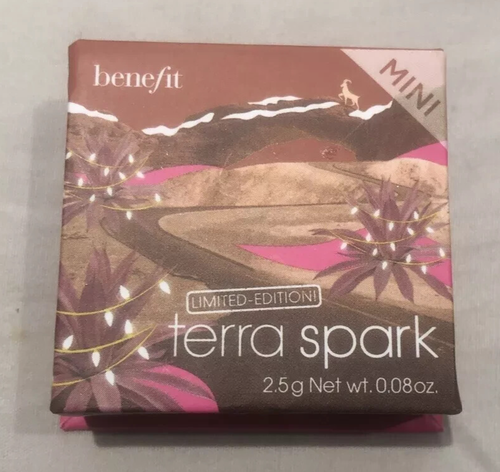 benefit
MINI
LIMITED-EDITION!
terra spark
2.5g Net wt. 0.08oz.